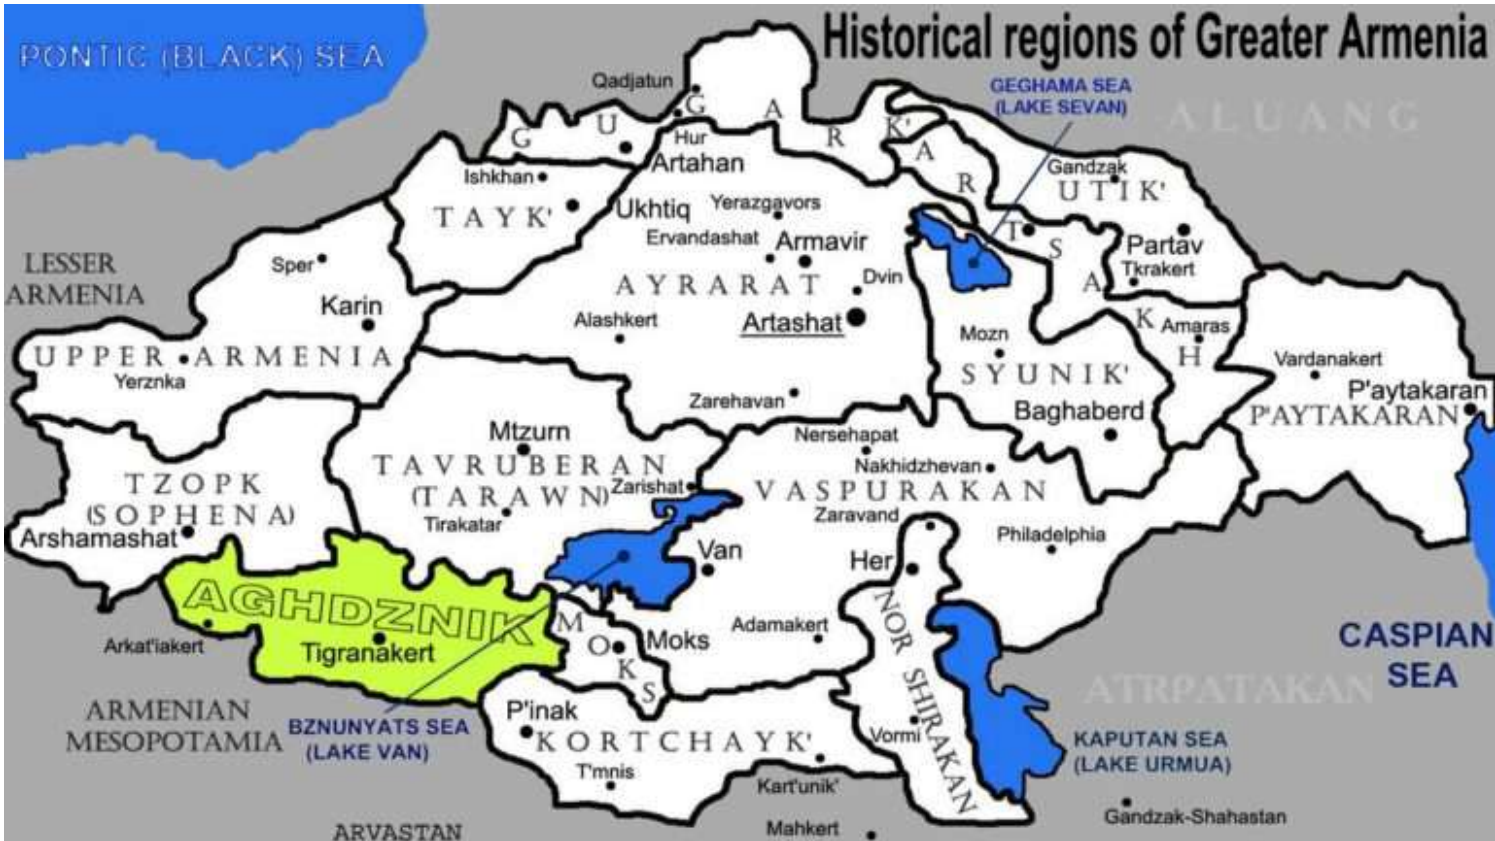 Historical regions of Greater Armenia
PONTIC (BLACK) SEA
GEGHAMA SEA
(LAKE SEVAN)
ALUANG
Qadjatun
GUGARK'
Hur
Artahan
Ishkhan
TAYK'
Ukhtiq
Yerazgavors
Ervandashat
Armavir
AYRARAT
Dvin
Alashkert
Artashat
Zarehavan
ARTSAKH
Gandzak
UTIK'
Partav
Tkrakert
Amaras
LESSER
ARMENIA
Sper
Karin
UPPER ARMENIA
Yerznka
Mozn
SYUNIK'
Baghaberd
Vardanakert
P'aytakaran
P'AYTAKARAN
Mtzurn
TAVRUBERAN
(TARAWN)
Zarishat
Tirakatar
TZOPK
(SOPHENA)
Arshamashat
Nersehapat
Nakhidzhevan
VASPURAKAN
Zaravand
Philadelphia
Van
Her
Adamakert
AGHDZNIK
Tigranakert
Arkat'iakert
MOKS
Moks
NOR SHIRAKAN
Vormi
CASPIAN
SEA
ATRPATAKAN
ARMENIAN
MESOPOTAMIA
BZNUNYATS SEA
(LAKE VAN)
P'inak
KORTCHAYK'
T'mnis
Kart'unik'
KAPUTAN SEA
(LAKE URMUA)
Gandzak-Shahastan
ARVASTAN
Mahkert